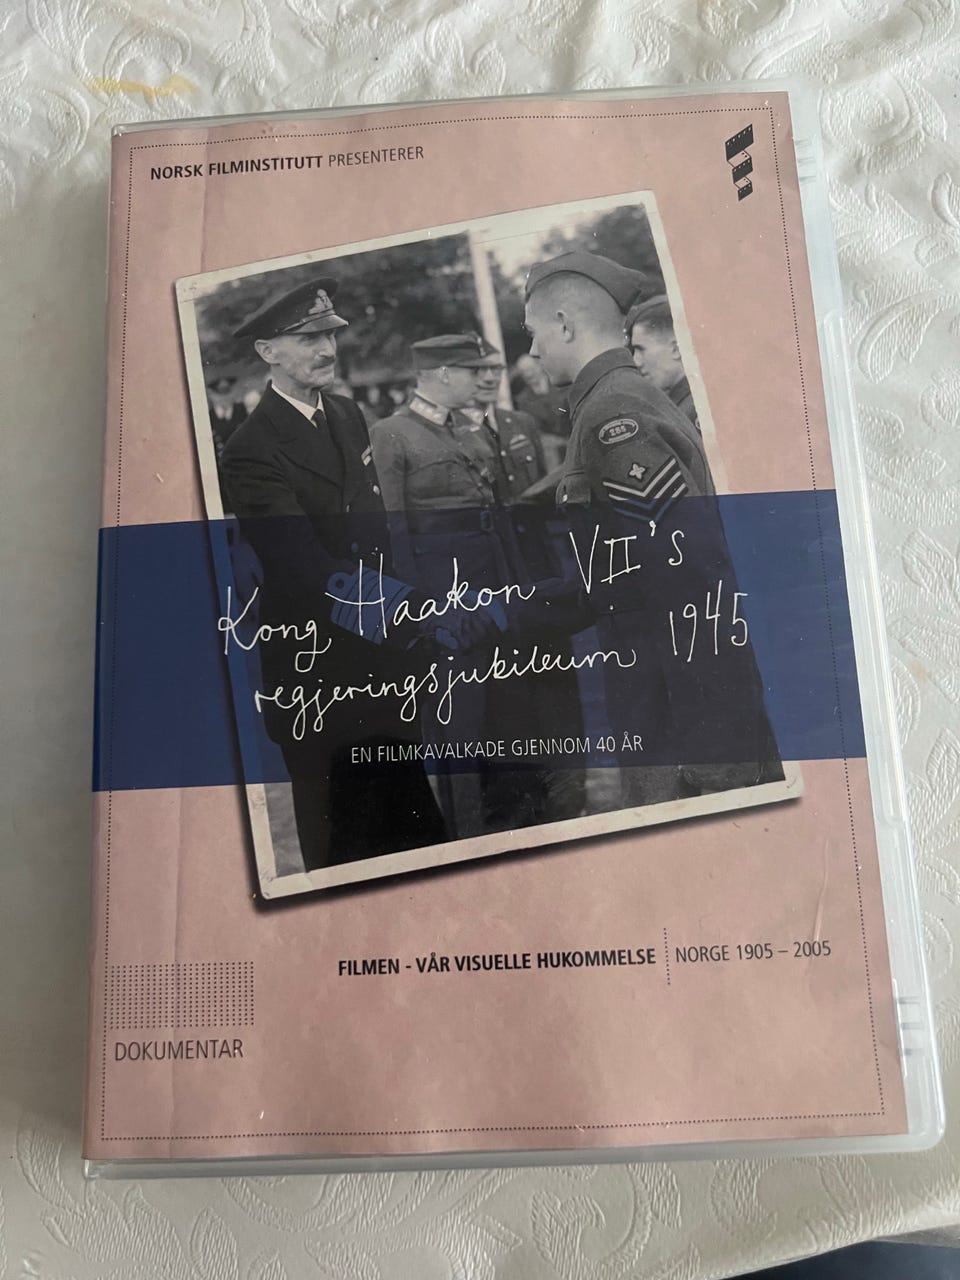 NORSK FILMINSTITUTT PRESENTERER
Kong Haakon VII's
regjeringsjubileum 1945
EN FILMKAVALKADE GJENNOM 40 ÅR
FILMEN - VÅR VISUELLE HUKOMMELSE NORGE 1905 – 2005
DOKUMENTAR